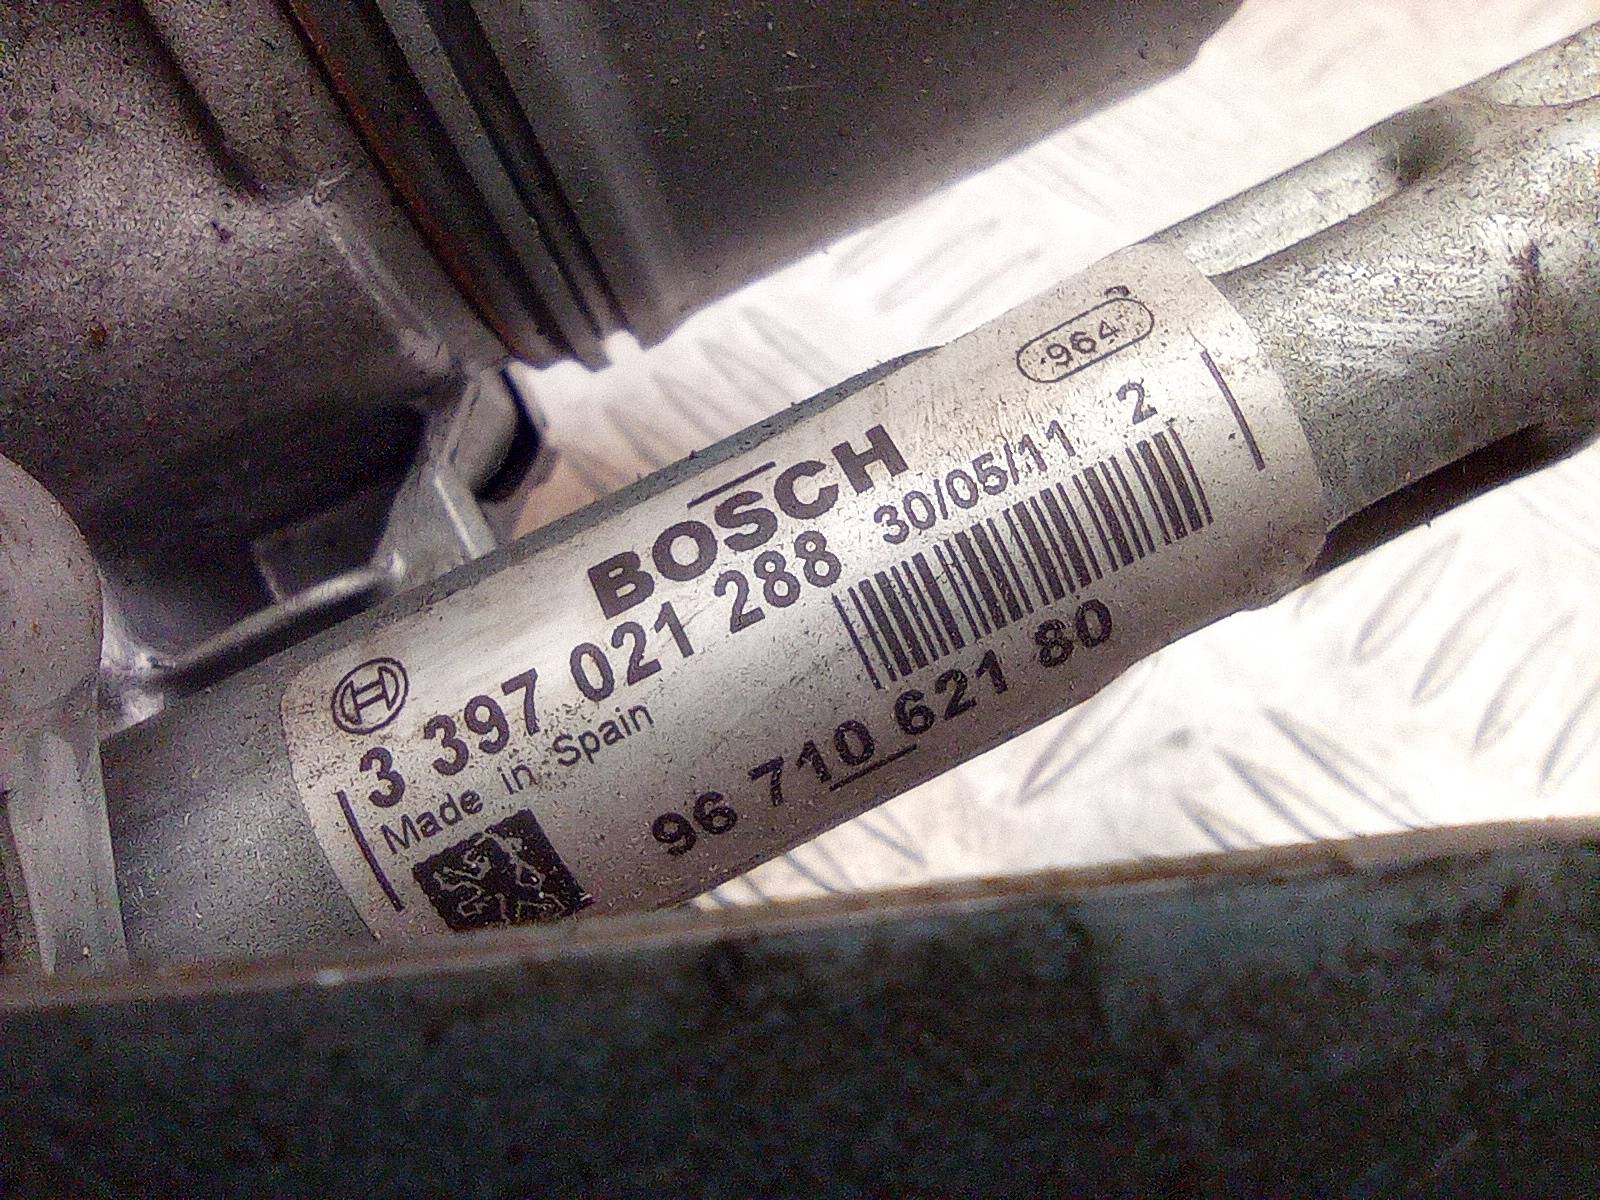 964
BOSCH
3 397 021 288 30/05/11 2
Made in Spain
96 710 621 80